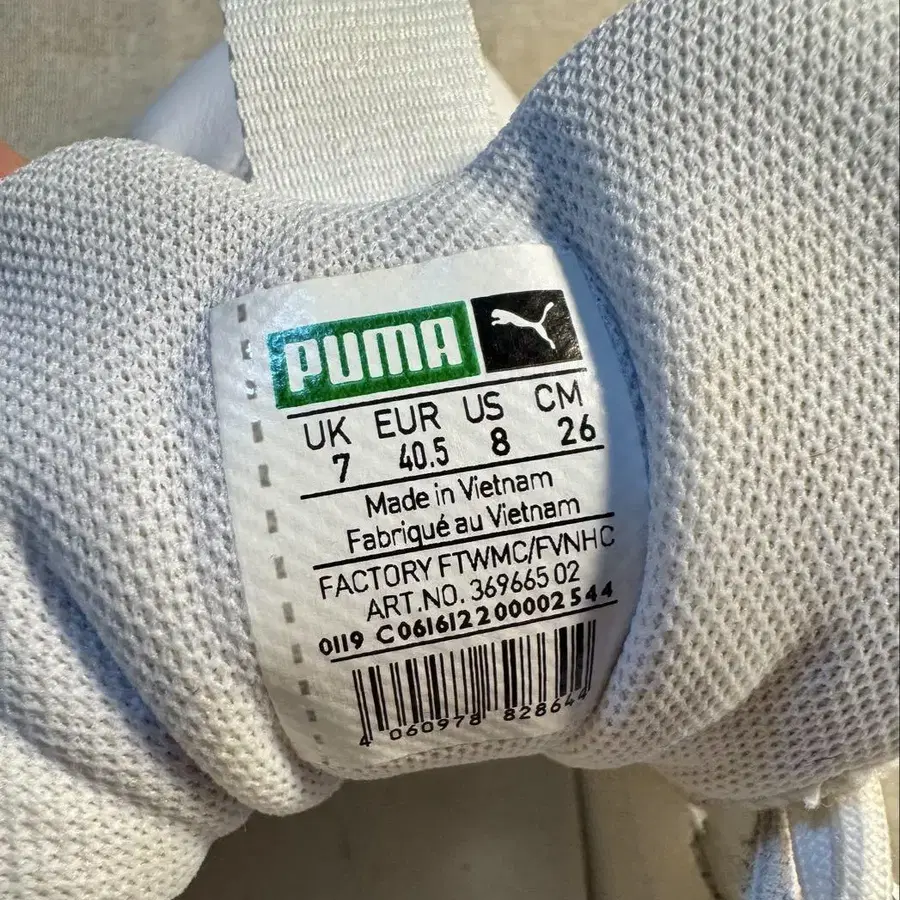 PUMA
UK EUR US CM
7 40.5 8 26
Made in Vietnam
Fabriqué au Vietnam
FACTORY FTWMC/FVNHC
ART.NO. 369665 02
0119 C061612200002544
4 060978 828644